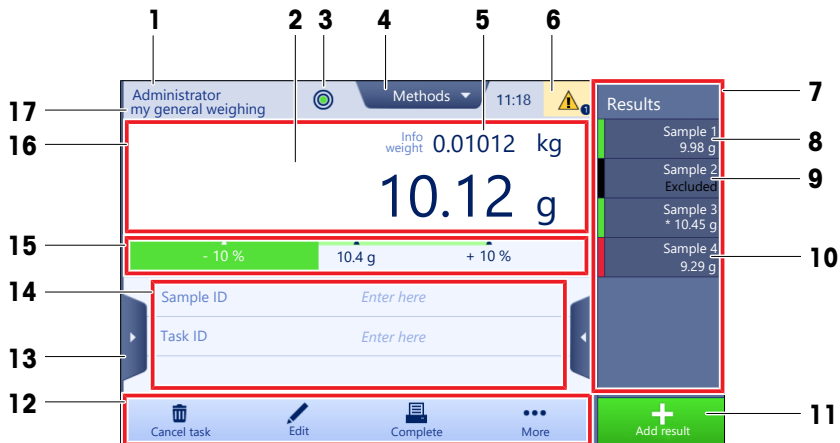 1 2 3 4 5 6
Administrator
my general weighing
Methods
11:18
1
Results
7
17
16
Info
weight 0.01012 kg
10.12 g
Sample 1
9.98 g
8
Sample 2
Excluded
9
Sample 3
* 10.45 g
Sample 4
9.29 g
10
15
- 10 % 10.4 g + 10 %
14
Sample ID Enter here
Task ID Enter here
13
12
Cancel task Edit Complete More
Add result
11